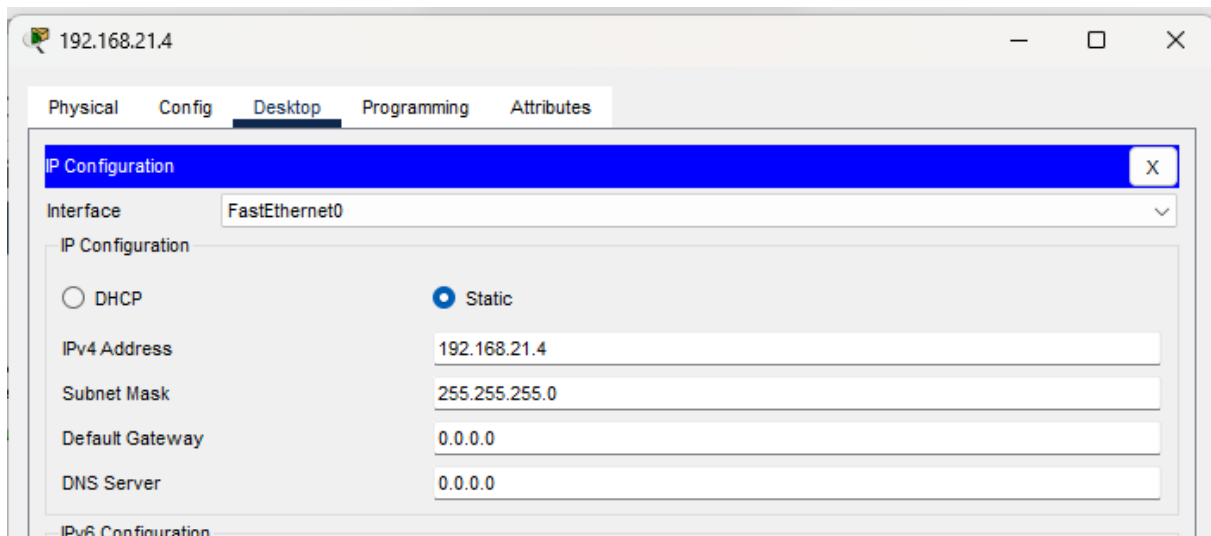 192.168.21.4
Physical Config Desktop Programming Attributes
IP Configuration X
Interface FastEthernet0
IP Configuration
DHCP Static
IPv4 Address 192.168.21.4
Subnet Mask 255.255.255.0
Default Gateway 0.0.0.0
DNS Server 0.0.0.0
IPv6 Configuration